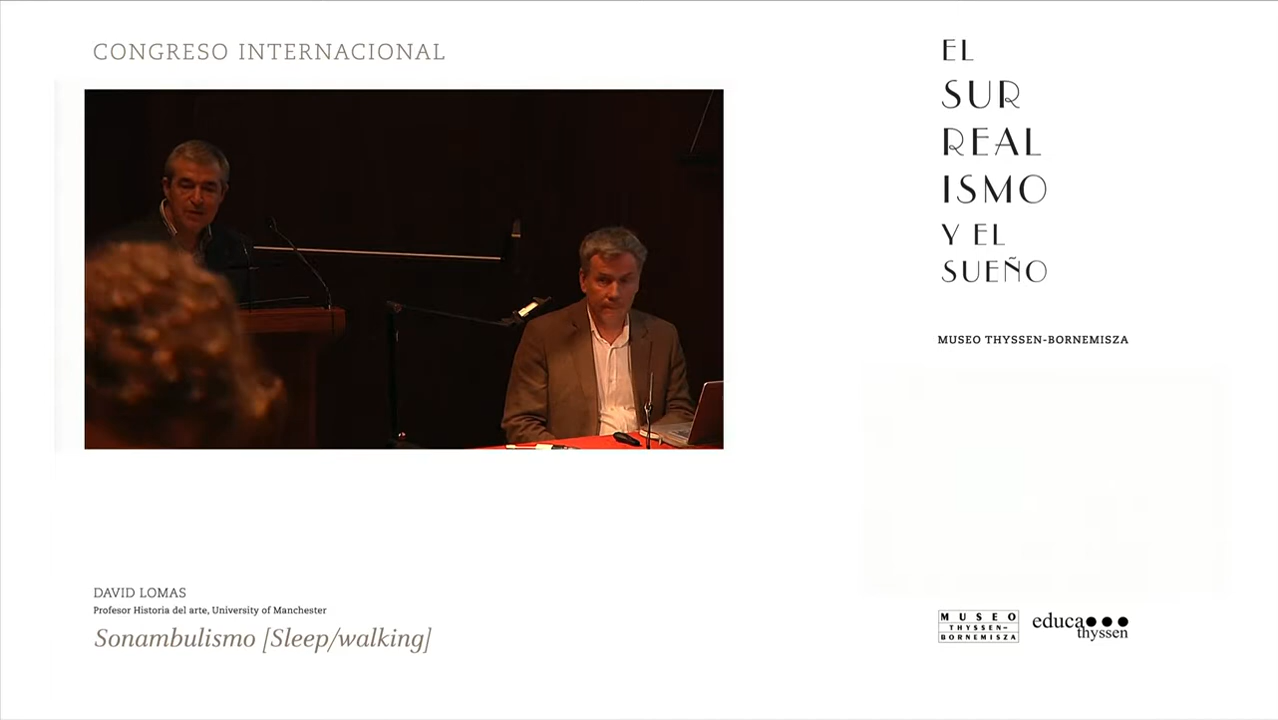 CONGRESO INTERNACIONAL
EL
SUR
REAL
ISMO
Y EL
SUEÑO
MUSEO THYSSEN-BORNEMISZA
DAVID LOMAS
Profesor Historia del arte, University of Manchester
Sonambulismo [Sleep/walking]
MUSEO
THYSSEN-
BORNEMISZA
educa
thyssen